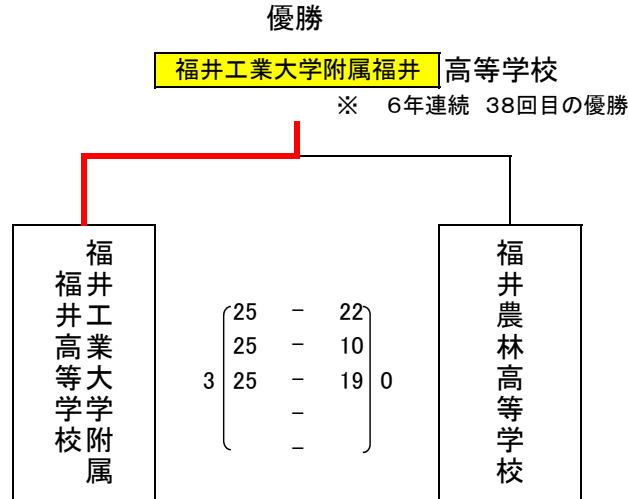 優勝
福井工業大学附属福井 高等学校
※ 6年連続 38回目の優勝
福井工業大学附属
福井高等学校
25 － 22
25 － 10
3 25 － 19 0
－
－
福井農林高等学校